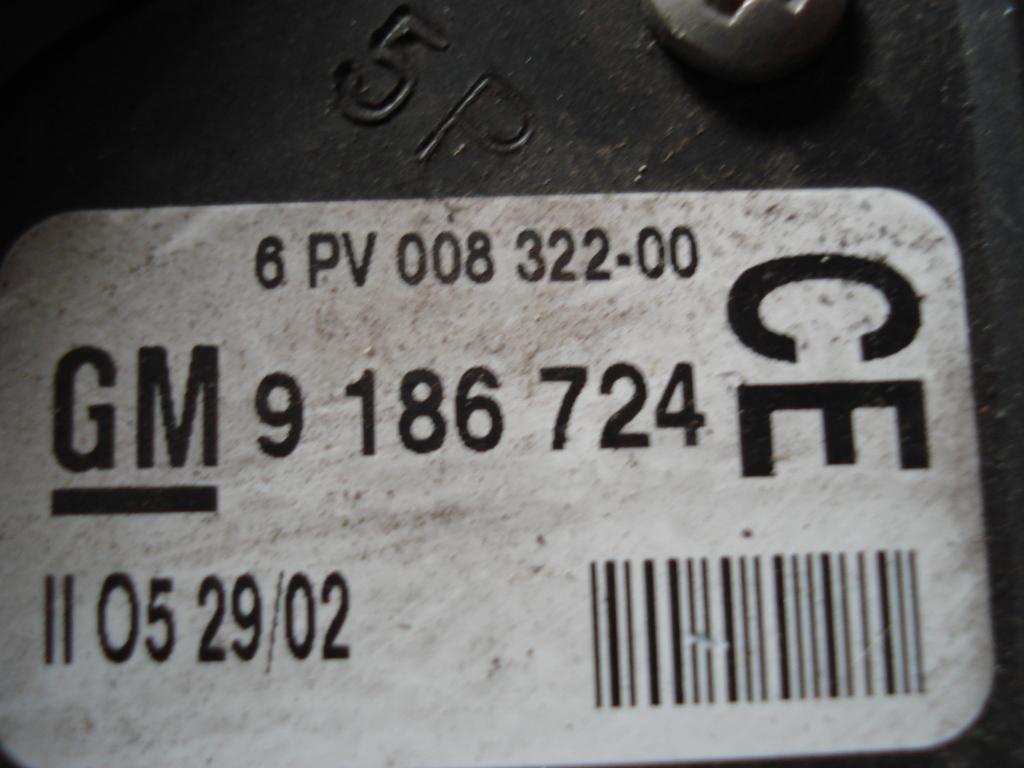 5P
6 PV 008 322-00
GM 9 186 724
CE
II O5 29/02